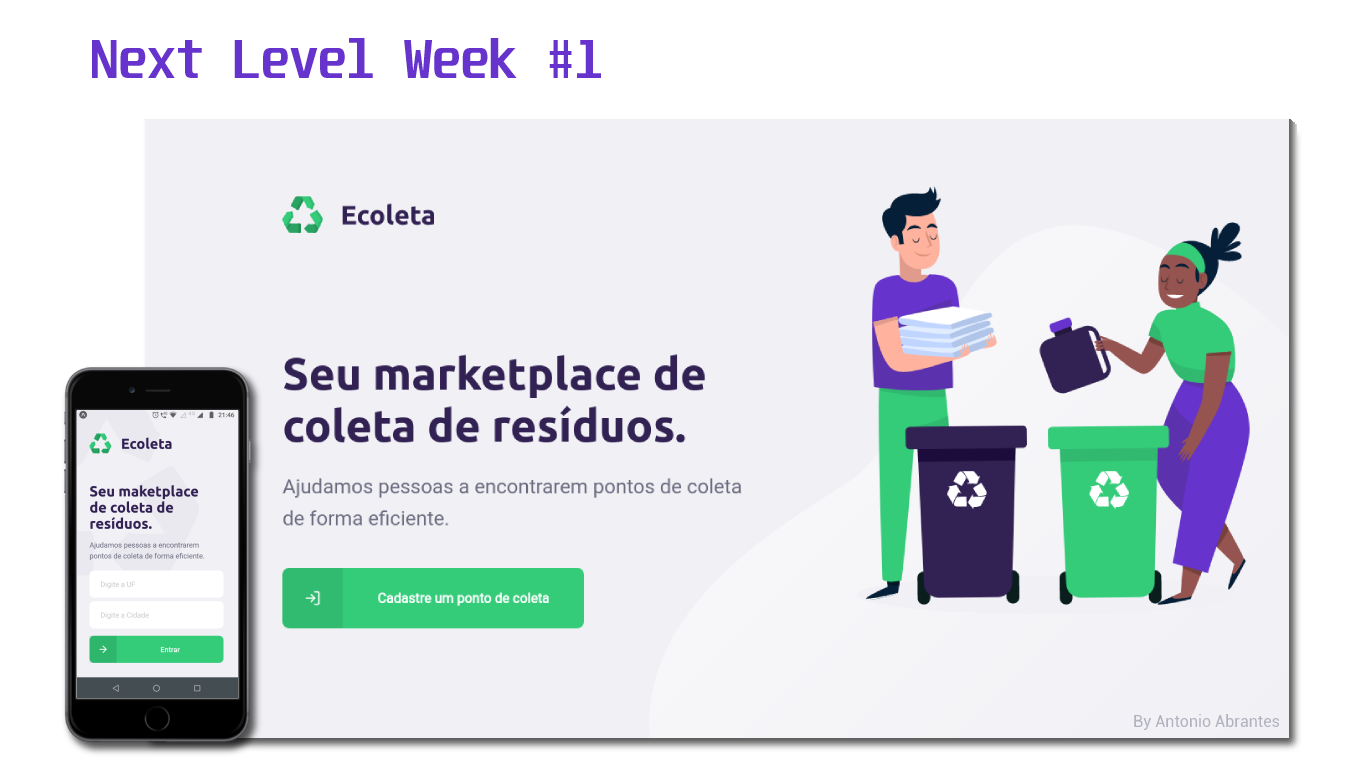 Next Level Week #1
Ecoleta
Seu marketplace de
coleta de resíduos.
Ajudamos pessoas a encontrarem pontos de coleta
de forma eficiente.
Cadastre um ponto de coleta
21:46
Ecoleta
Seu maketplace
de coleta de
resíduos.
Ajudamos pessoas a encontrarem
pontos de coleta de forma eficiente.
Digite a UF
Digite a Cidade
Entrar
By Antonio Abrantes